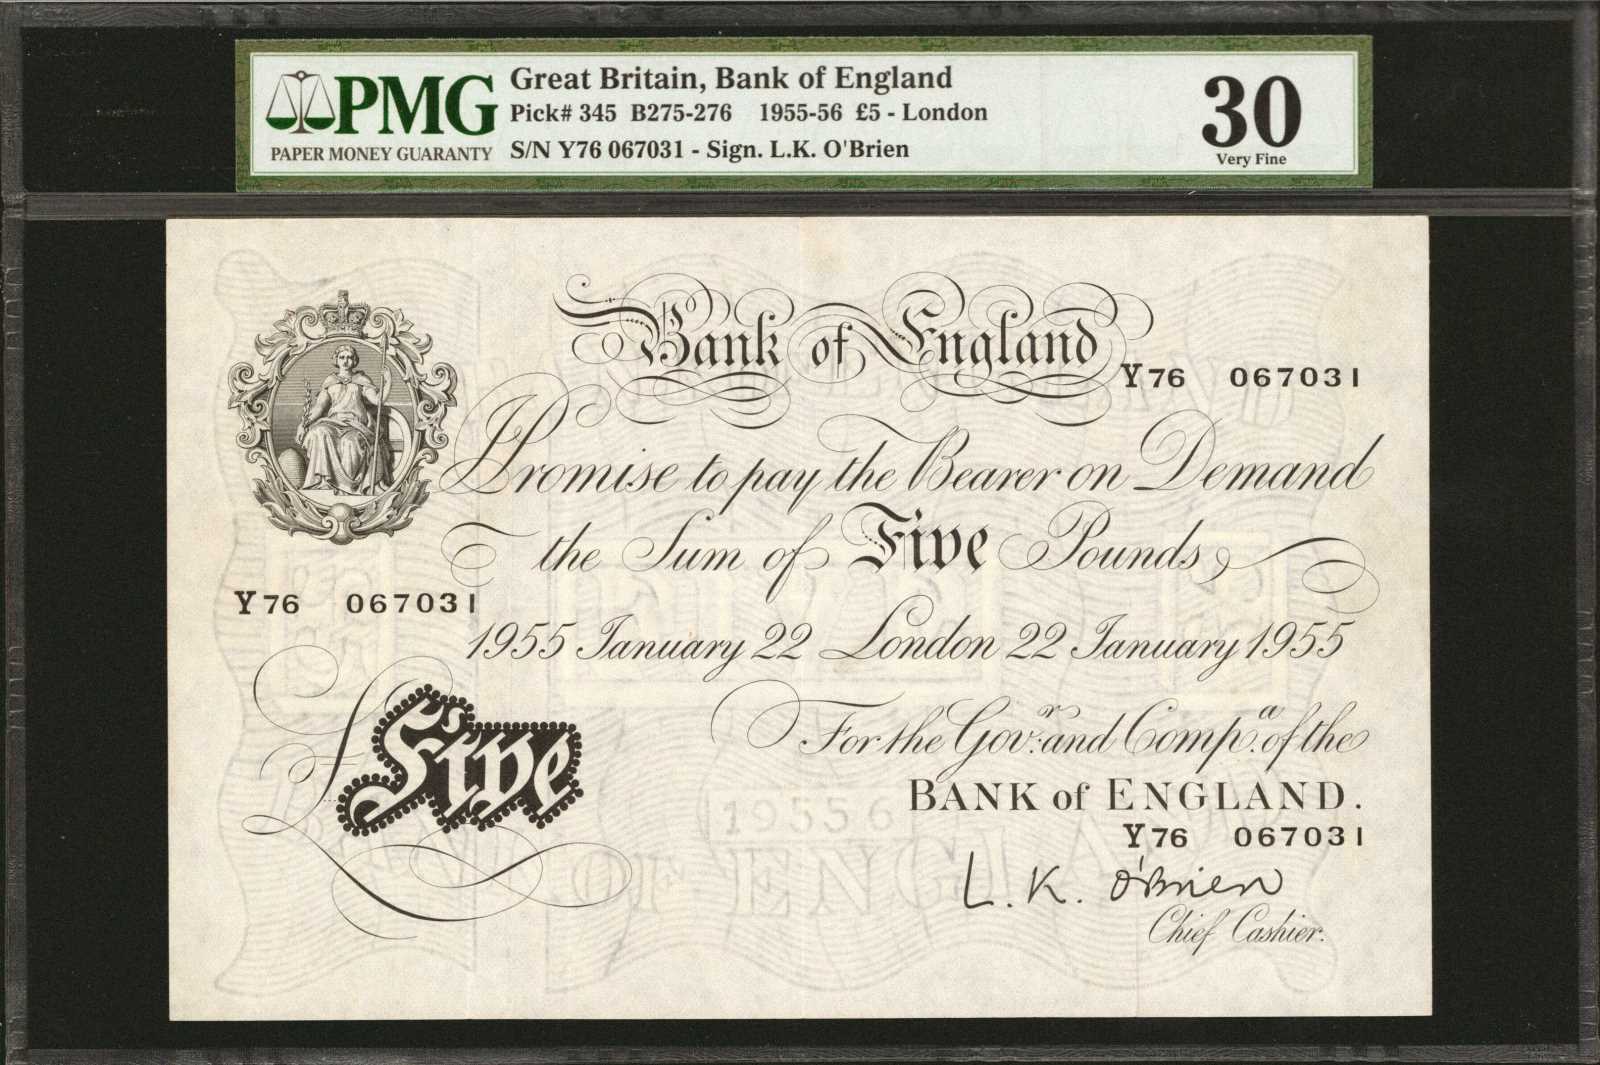 PMG
PAPER MONEY GUARANTY
Great Britain, Bank of England
Pick# 345 B275-276 1955-56 £5 - London
S/N Y76 067031 - Sign. L.K. O'Brien
30
Very Fine
Bank of England
Y76 067031
I Promise to pay the Bearer on Demand
the Sum of Five Pounds
Y76 067031
1955 January 22 London 22 January 1955
For the Govr. and Compa. of the
BANK of ENGLAND.
£ Five
19556
OF ENGLAND
Y76 067031
L. K. O'Brien
Chief Cashier.